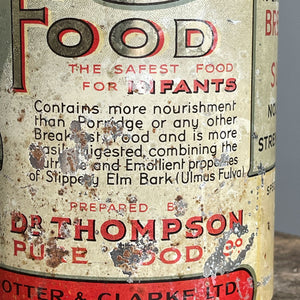 FOOD
THE SAFEST FOOD
FOR INFANTS
Contains more nourishment
than Porridge or any other
Breakfast Food and is more
easily digested, combining the
Nutritive and Emollient properties
of Slippery Elm Bark (Ulmus Fulva)
PREPARED BY
DR THOMPSON
PURE FOOD Co
OTTER & CLARKE LTD